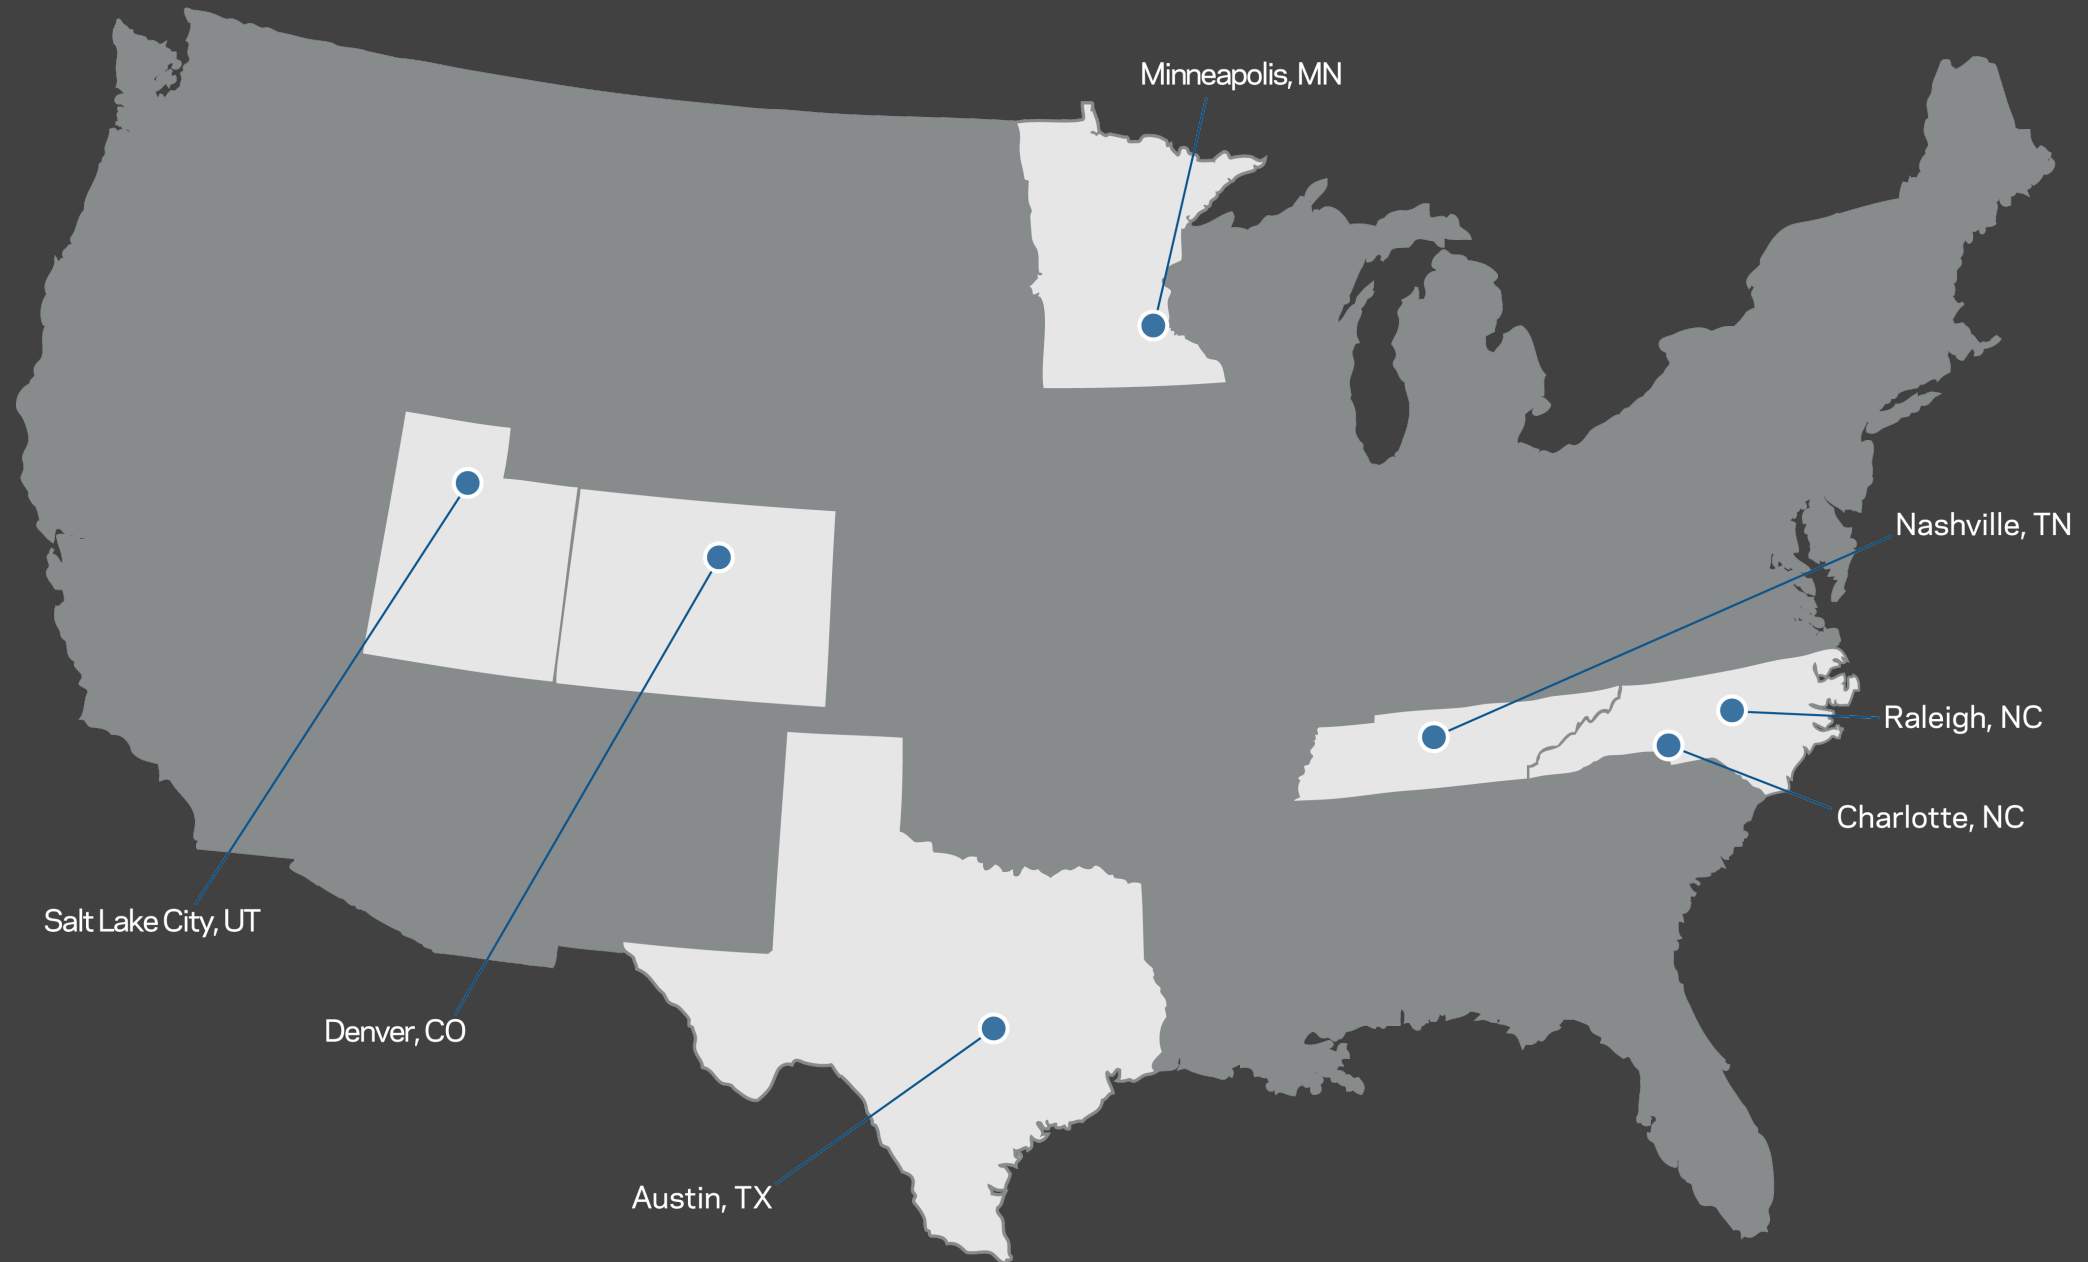 Minneapolis, MN
Nashville, TN
Raleigh, NC
Charlotte, NC
Salt Lake City, UT
Denver, CO
Austin, TX